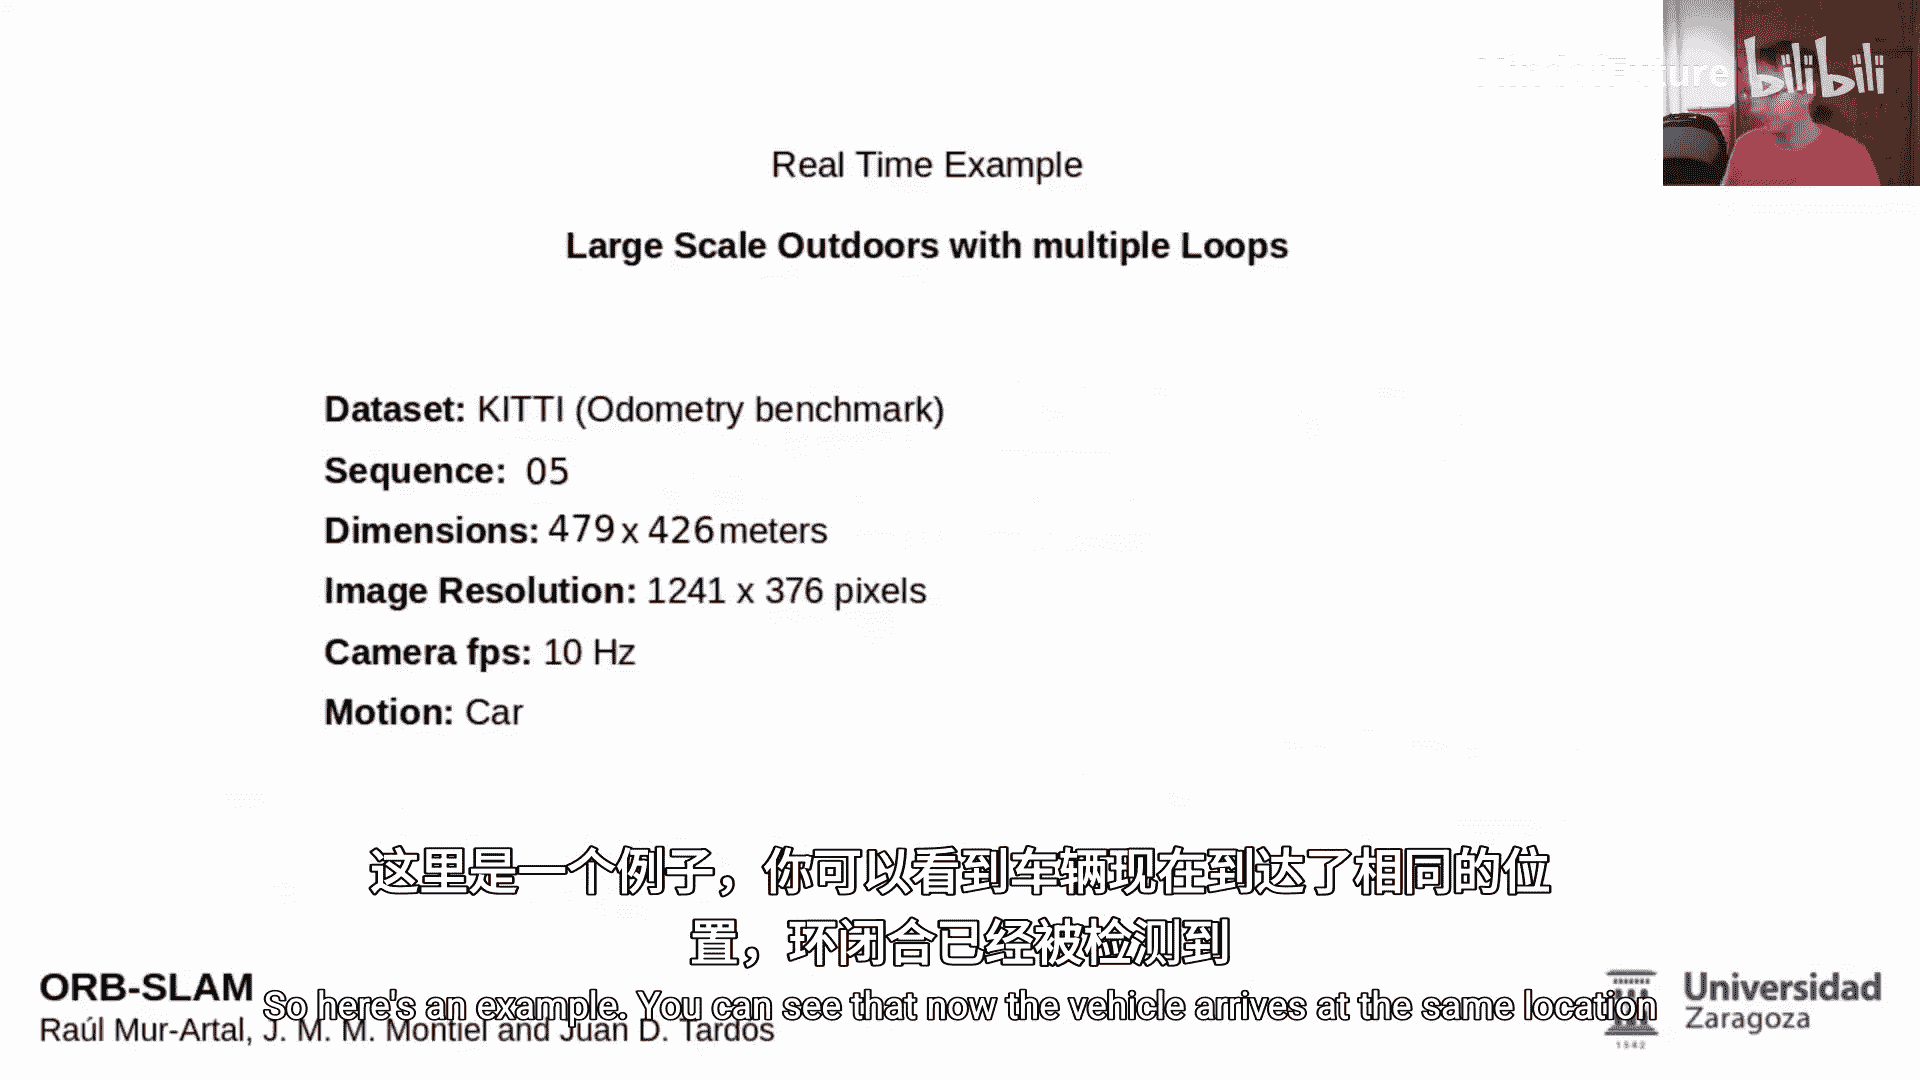 bilibili
Real Time Example
Large Scale Outdoors with multiple Loops
Dataset: KITTI (Odometry benchmark)
Sequence: 05
Dimensions: 479 x 426 meters
Image Resolution: 1241 x 376 pixels
Camera fps: 10 Hz
Motion: Car
这里是一个例子，你可以看到车辆现在到达了相同的位
置，环闭合已经被检测到
So here's an example. You can see that now the vehicle arrives at the same location
ORB-SLAM
Raúl Mur-Artal, J. M. M. Montiel and Juan D. Tardós
Universidad
Zaragoza
1542